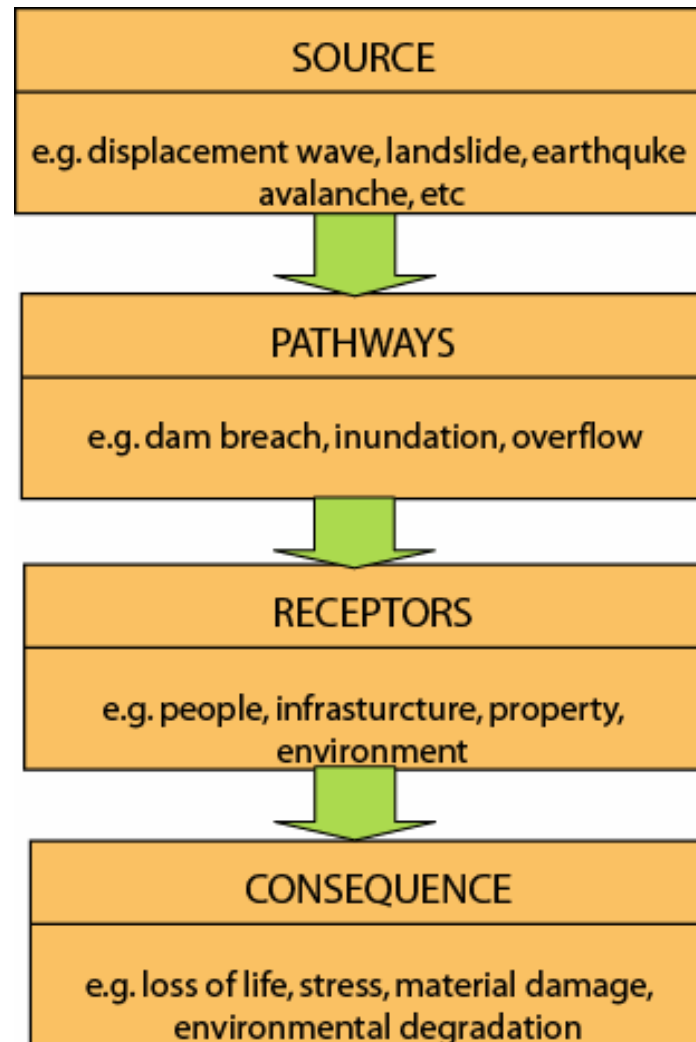 SOURCE
e.g. displacement wave, landslide, earthquke
avalanche, etc
PATHWAYS
e.g. dam breach, inundation, overflow
RECEPTORS
e.g. people, infrasturcture, property,
environment
CONSEQUENCE
e.g. loss of life, stress, material damage,
environmental degradation